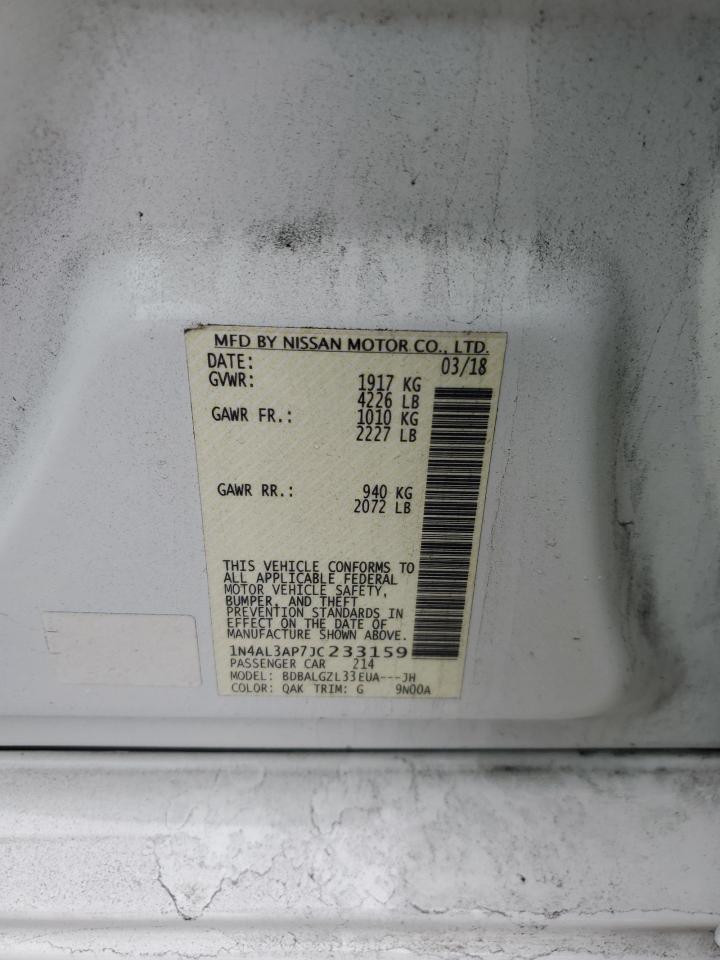 MFD BY NISSAN MOTOR CO., LTD.
DATE: 03/18
GVWR: 1917 KG
4226 LB
GAWR FR.: 1010 KG
2227 LB
GAWR RR.: 940 KG
2072 LB
THIS VEHICLE CONFORMS TO
ALL APPLICABLE FEDERAL
MOTOR VEHICLE SAFETY,
BUMPER, AND THEFT
PREVENTION STANDARDS IN
EFFECT ON THE DATE OF
MANUFACTURE SHOWN ABOVE.
1N4AL3AP7JC233159
PASSENGER CAR 214
MODEL: BDBALGZL33EUA---JH
COLOR: QAK TRIM: G 9N00A